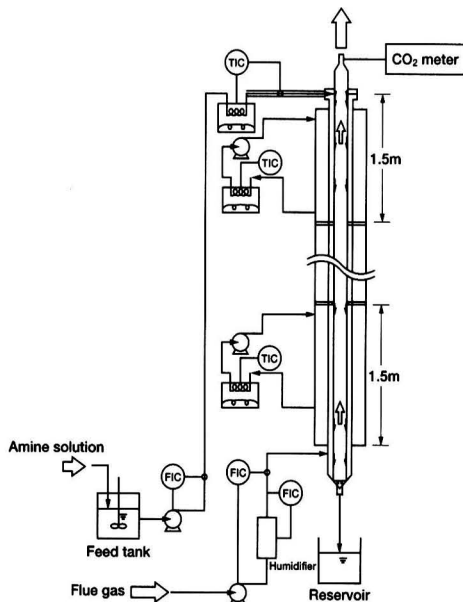 CO₂ meter
TIC
1.5m
TIC
TIC
1.5m
Amine solution
FIC
FIC
FIC
Feed tank
Humidifier
Flue gas
Reservoir